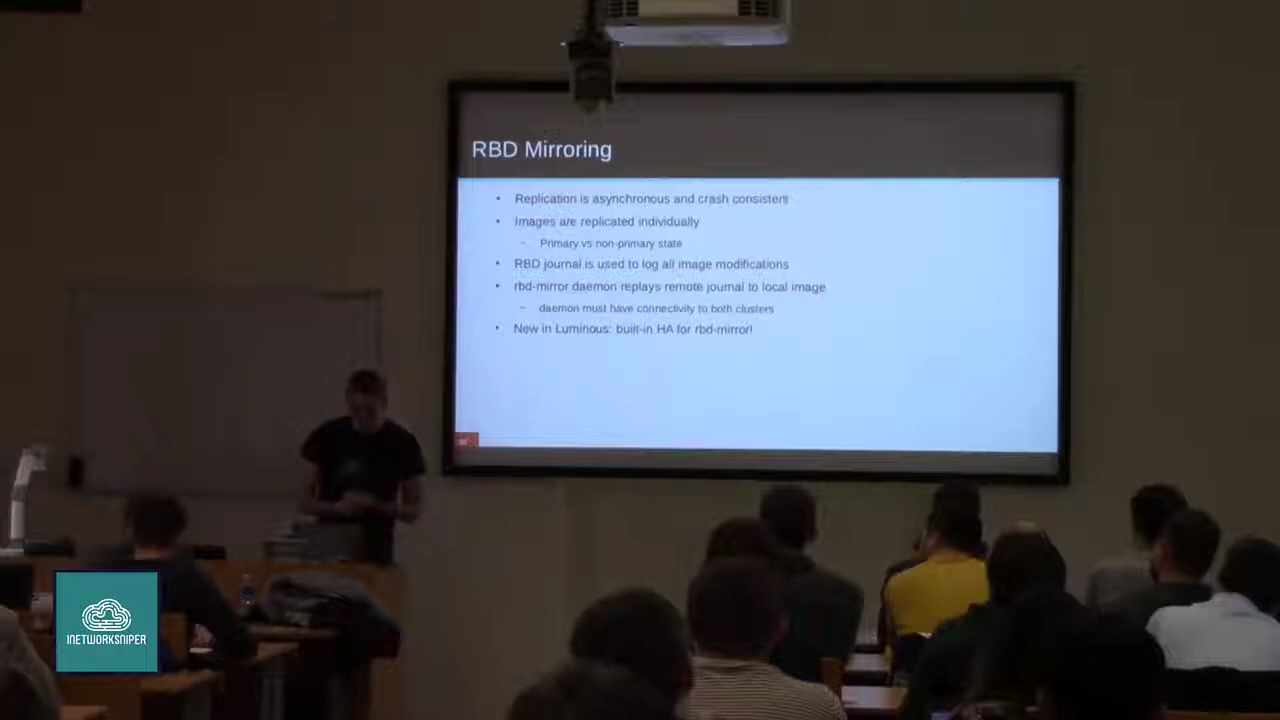 RBD Mirroring
• Replication is asynchronous and crash consistent
• Images are replicated individually
– Primary vs non-primary state
• RBD journal is used to log all image modifications
• rbd-mirror daemon replays remote journal to local image
– daemon must have connectivity to both clusters
• New in Luminous: built-in HA for rbd-mirror!
INETWORKSNIPER